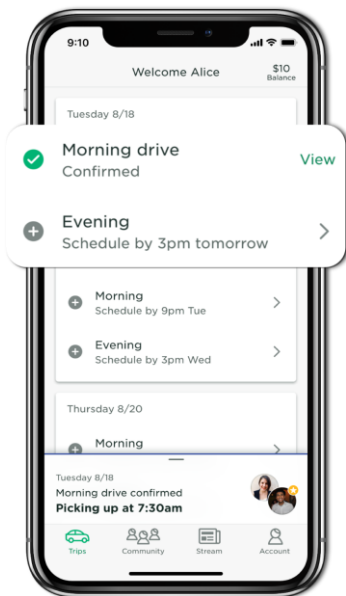 9:10
Welcome Alice
$10
Balance
Tuesday 8/18
Morning drive
Confirmed
View
Evening
Schedule by 3pm tomorrow
Morning
Schedule by 9pm Tue
Evening
Schedule by 3pm Wed
Thursday 8/20
Morning
Tuesday 8/18
Morning drive confirmed
Picking up at 7:30am
Trips
Community
Stream
Account